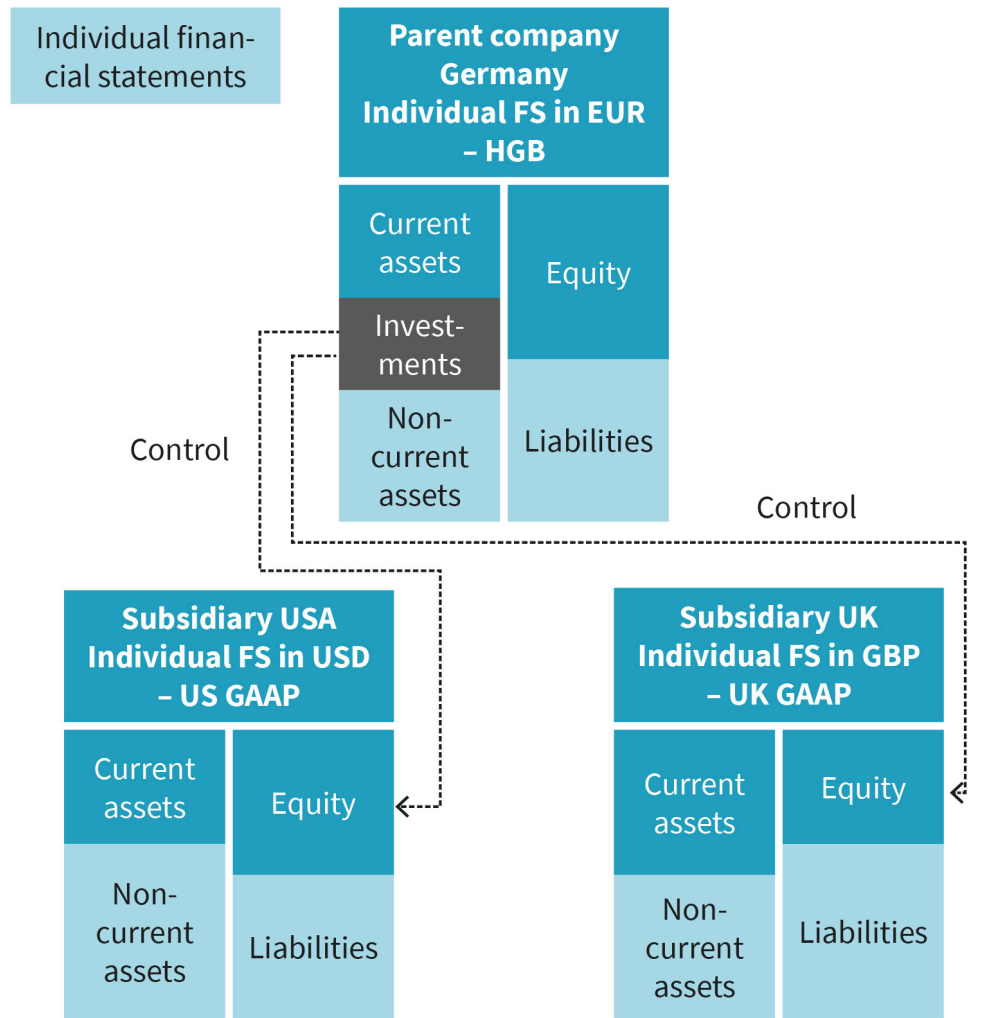 Individual finan-
cial statements
Parent company
Germany
Individual FS in EUR
– HGB
Current
assets
Equity
Invest-
ments
Non-
current
assets
Liabilities
Control
Control
Subsidiary USA
Individual FS in USD
– US GAAP
Current
assets
Equity
Non-
current
assets
Liabilities
Subsidiary UK
Individual FS in GBP
– UK GAAP
Current
assets
Equity
Non-
current
assets
Liabilities